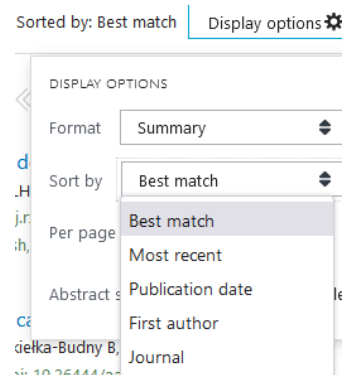 Sorted by: Best match Display options
DISPLAY OPTIONS
Format Summary
Sort by Best match
Best match
Per page
Most recent
Publication date
Abstract
First author
Journal